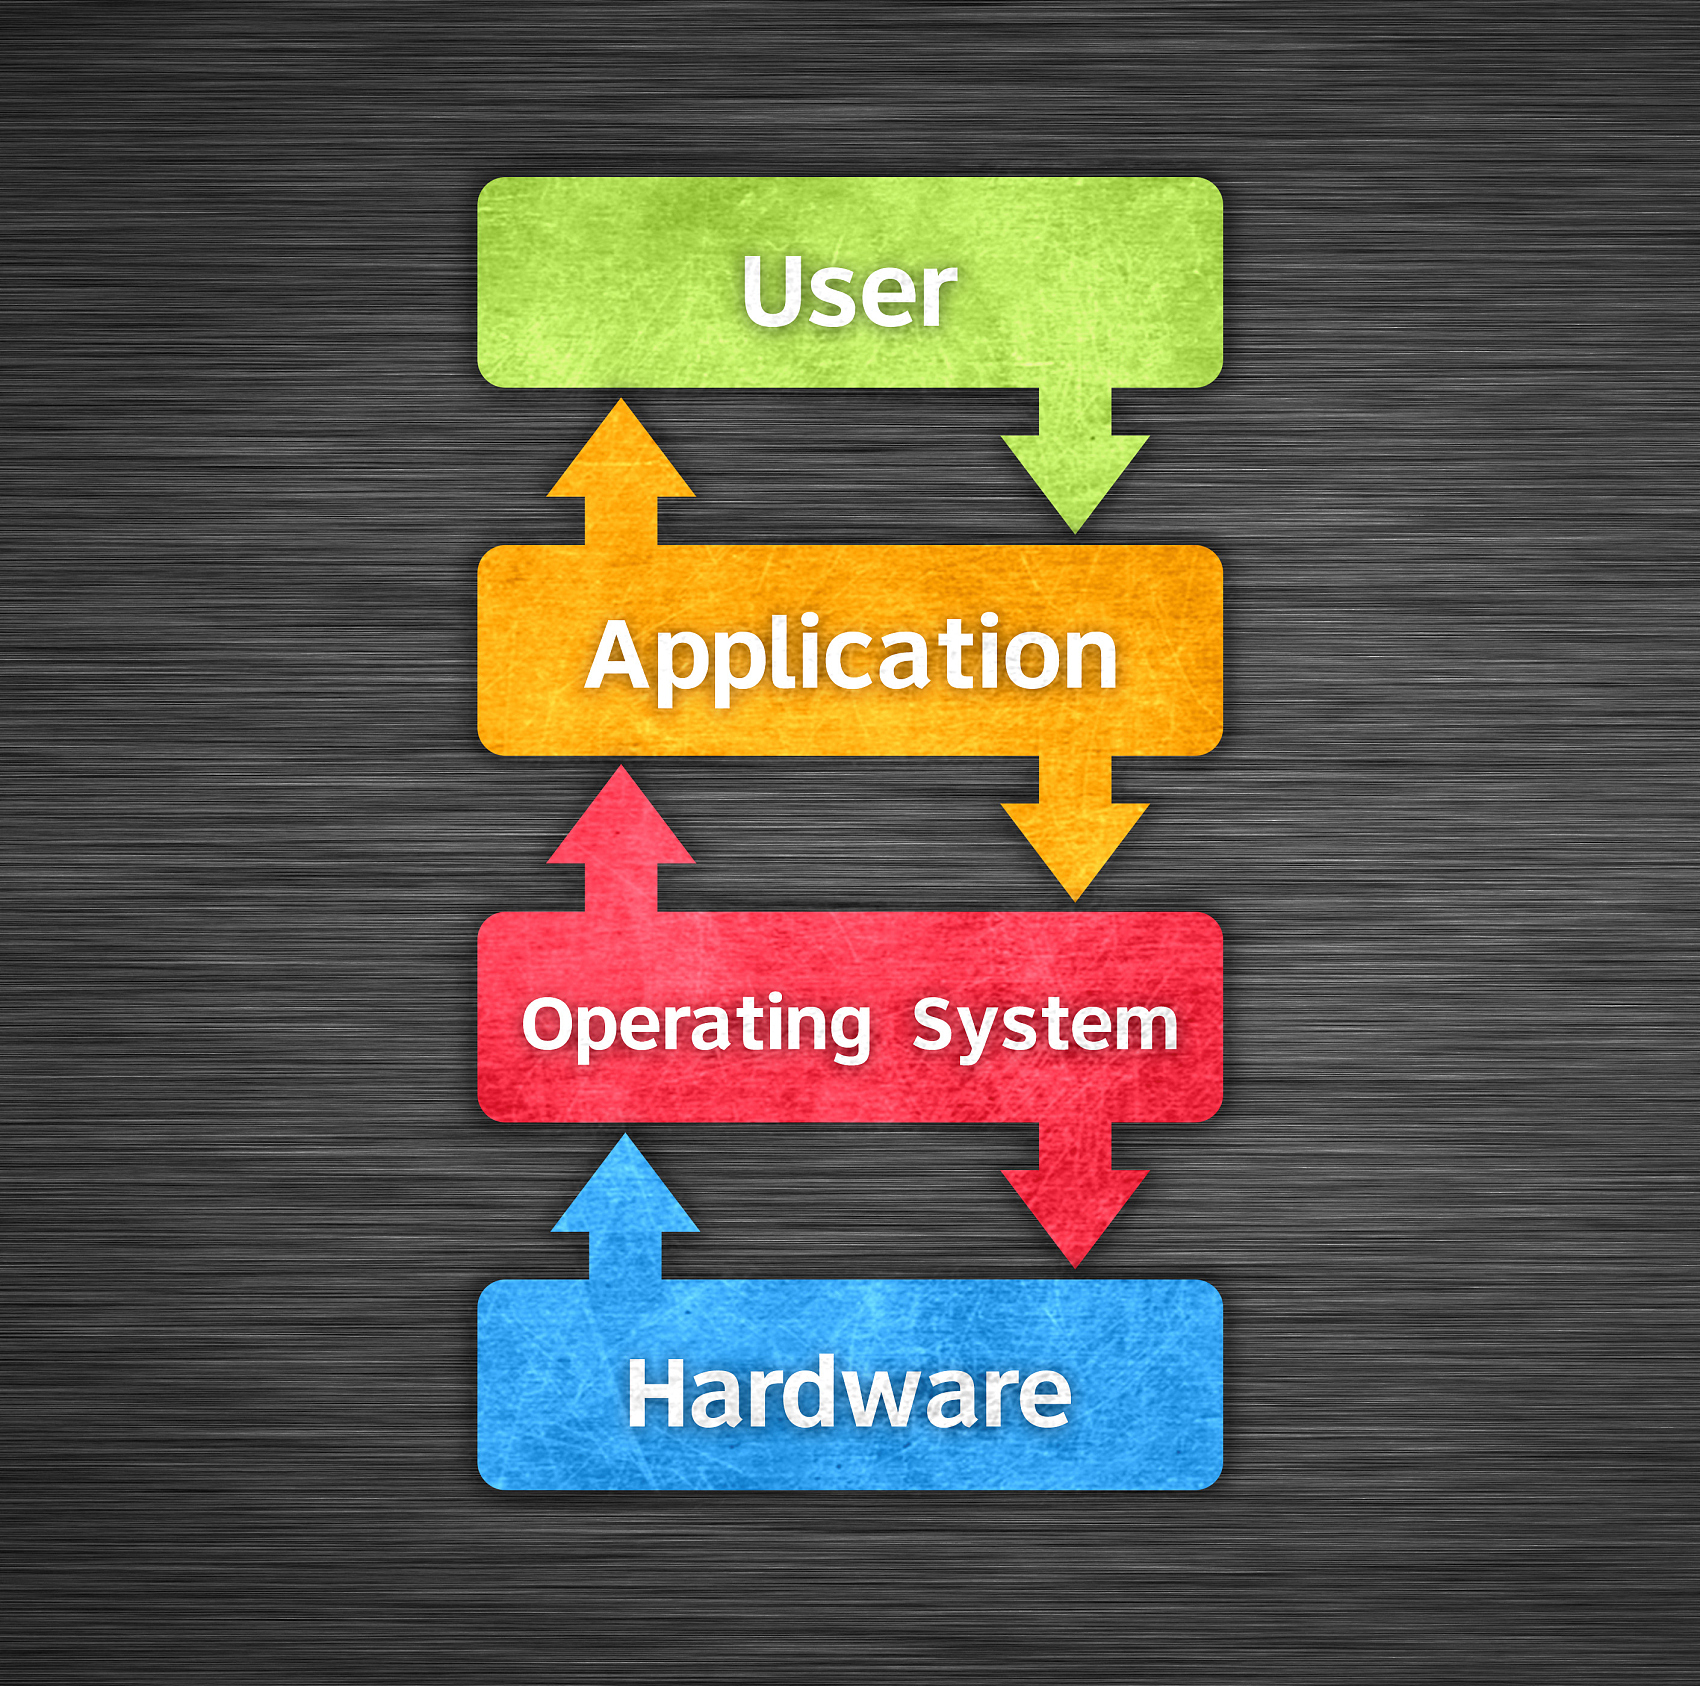 User
Application
Operating System
Hardware